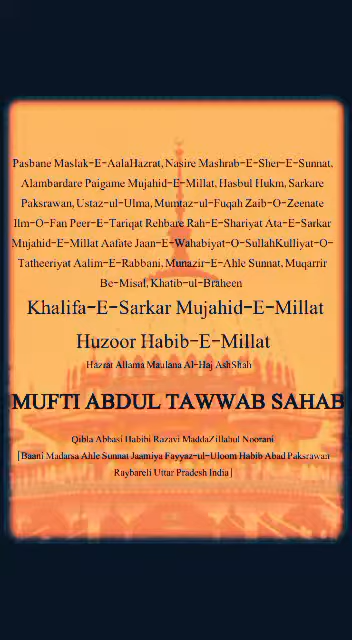 Pasbane Maslak-E-AalaHazrat, Nasire Mashrab-E-Sher-E-Sunnat,
Alambardare Paigame Mujahid-E-Millat, Hasbul Hukm, Sarkare
Paksrawan, Ustaz-ul-Ulma, Mumtaz-ul-Fuqah Zaib-O-Zeenate
Ilm-O-Fan Peer-E-Tariqat Rehbare Rah-E-Shariyat Ata-E-Sarkar
Mujahid-E-Millat Aafate Jaan-E-Wahabiyat-O-SullahKulliyat-O-
Tatheeriyat Aalim-E-Rabbani, Munazir-E-Ahle Sunnat, Muqarrir
Be-Misal, Khatib-ul-Braheen
Khalifa-E-Sarkar Mujahid-E-Millat
Huzoor Habib-E-Millat
Hazrat Allama Maulana Al-Haj AshShah
MUFTI ABDUL TAWWAB SAHAB
Qibla Abbasi Habibi Razavi MaddaZillahul Noorani
[Baani Madarsa Ahle Sunnat Jaamiya Fayyaz-ul-Uloom Habib Abad Paksrawan
Raybareli Uttar Pradesh India]